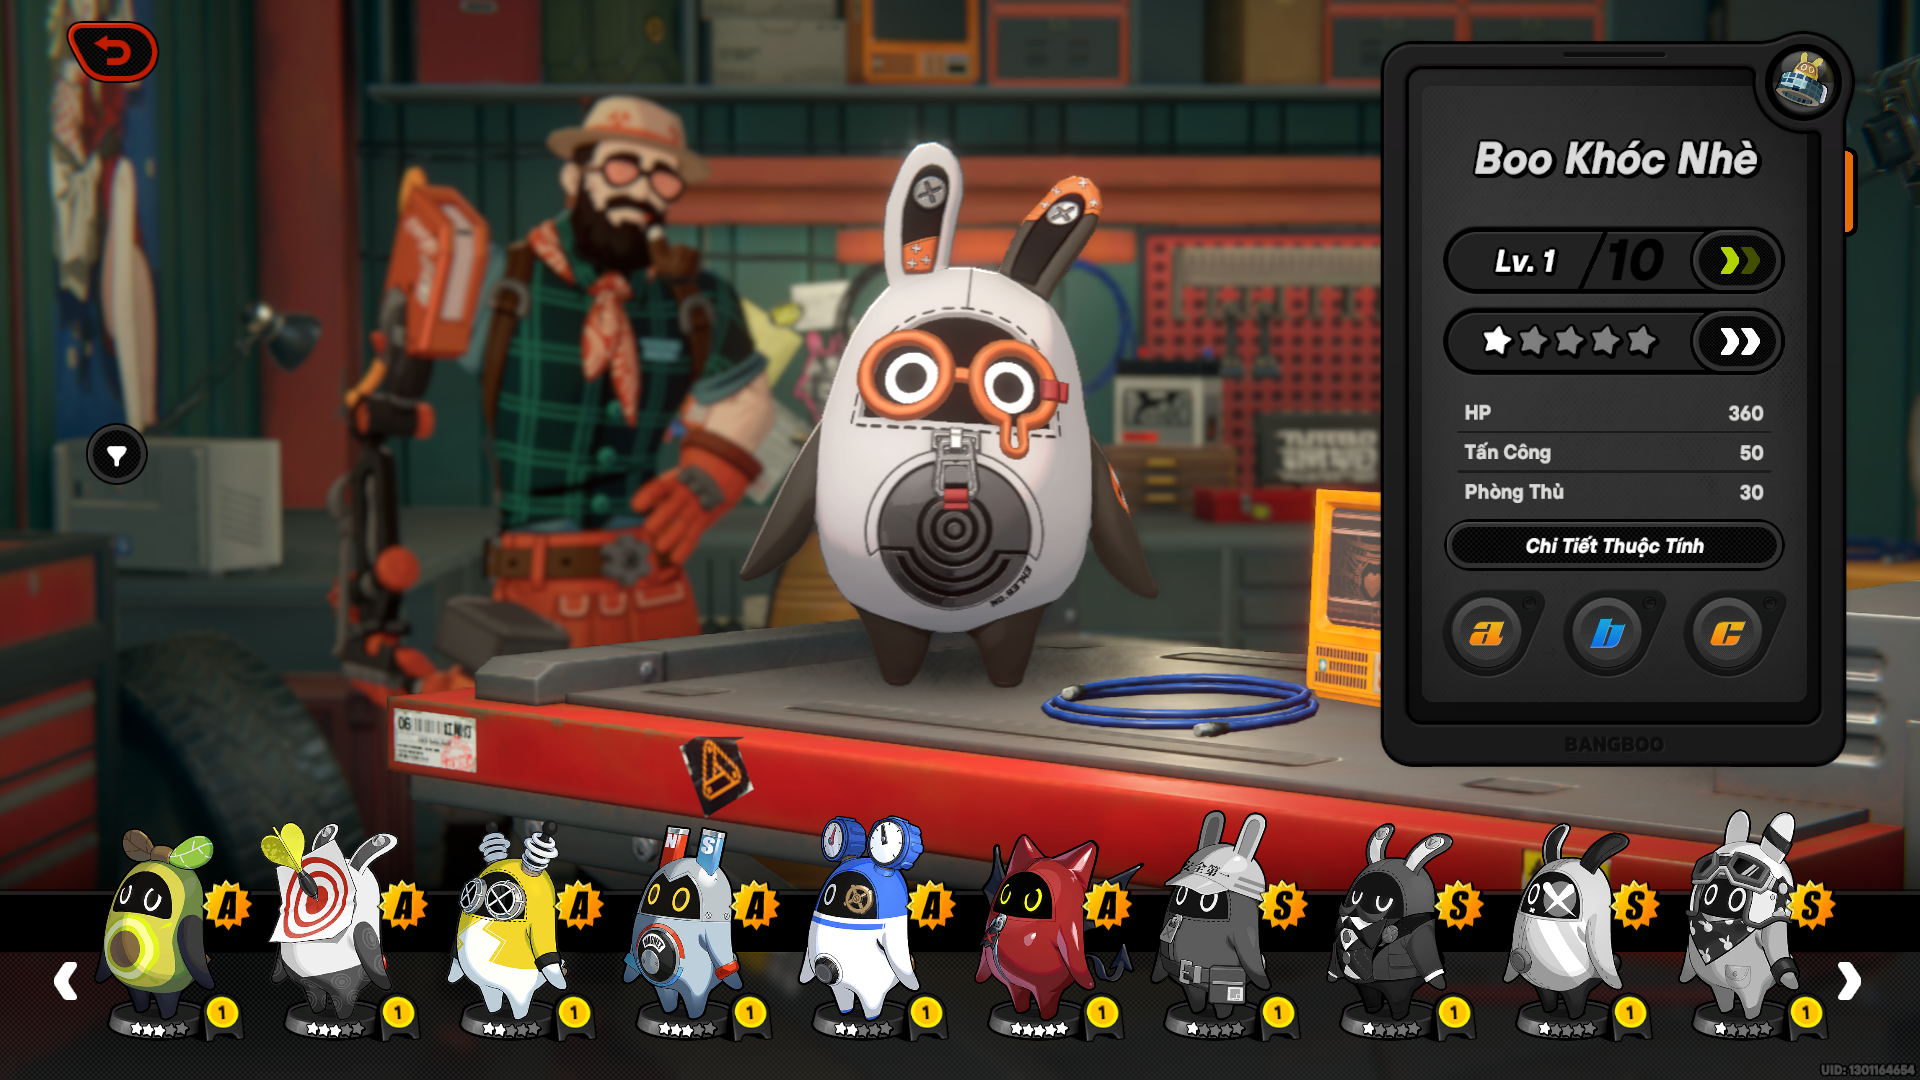 Boo Khóc Nhè
Lv. 1 / 10
HP 360
Tấn Công 50
Phòng Thủ 30
Chi Tiết Thuộc Tính
a b c
BANGBOO
06
N S
A A A A A A S S S S
1 1 1 1 1 1 1 1 1 1
UID: 1301164654